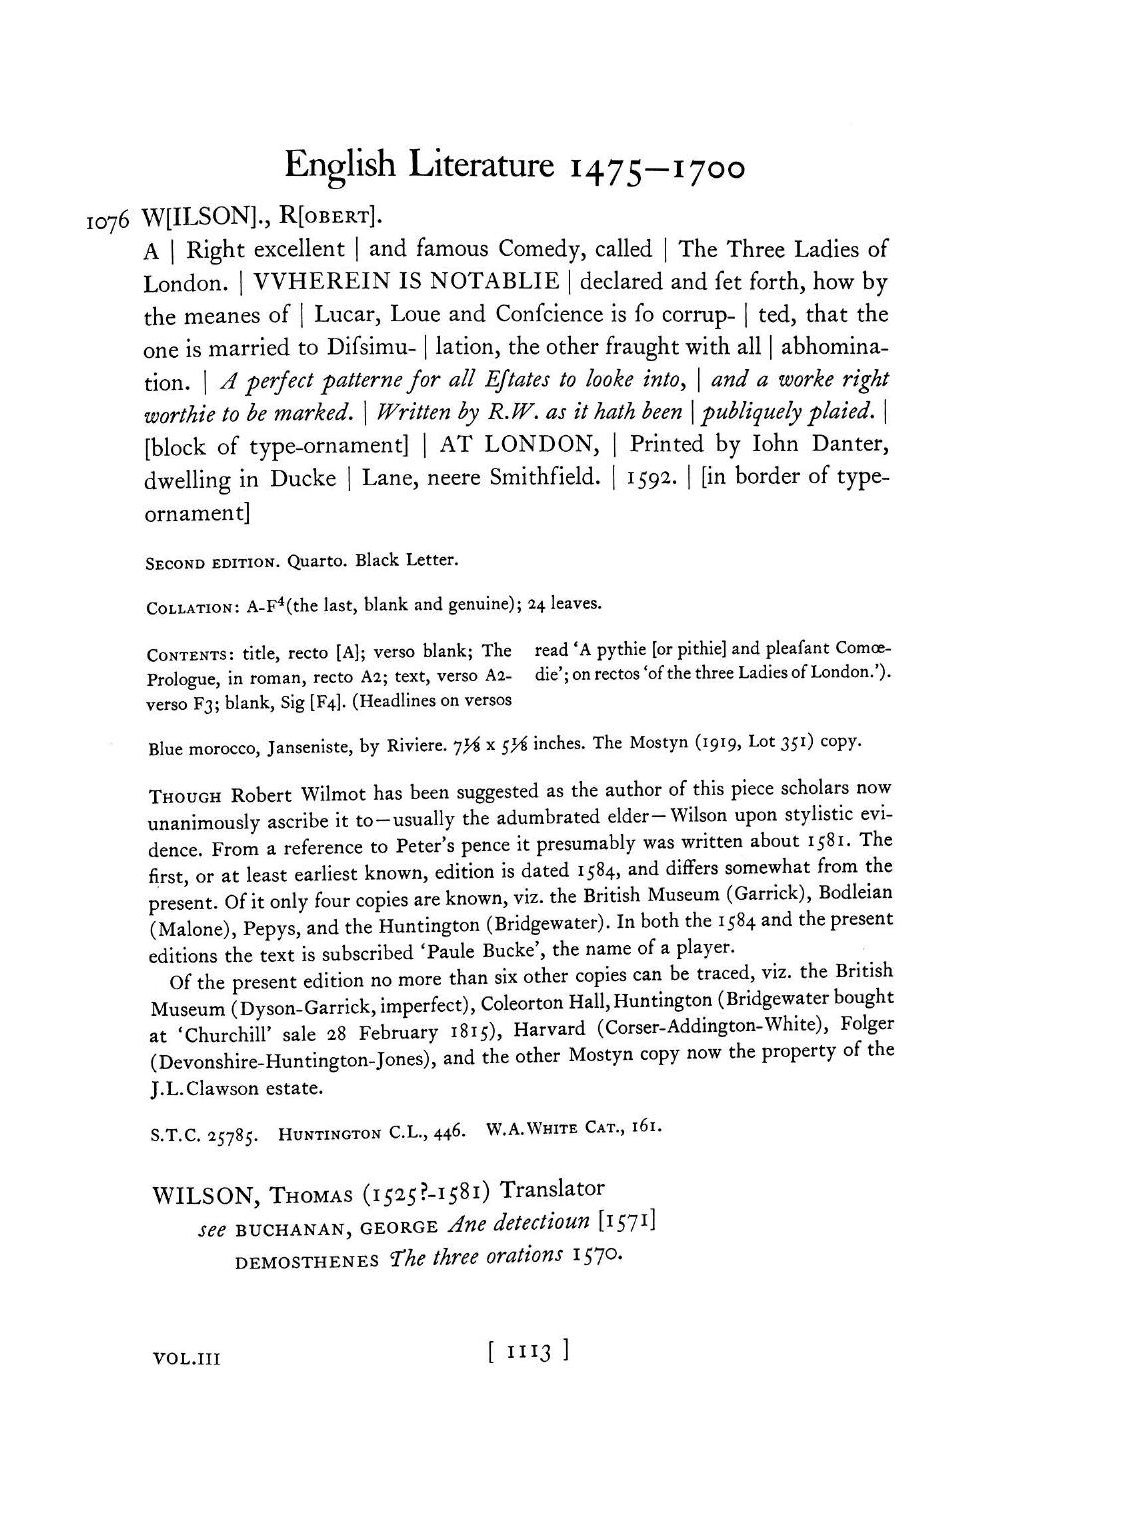 English Literature 1475—1700
1076 W[ILSON]., R[OBERT].
A | Right excellent | and famous Comedy, called | The Three Ladies of
London. | VVHEREIN IS NOTABLIE | declared and ſet forth, how by
the meanes of | Lucar, Loue and Conſcience is ſo corrup- | ted, that the
one is married to Diſsimu- | lation, the other fraught with all | abhomina-
tion. | A perfect patterne for all Eſtates to looke into, | and a worke right
worthie to be marked. | Written by R.W. as it hath been | publiquely plaied. |
[block of type-ornament] | AT LONDON, | Printed by Iohn Danter,
dwelling in Ducke | Lane, neere Smithfield. | 1592. | [in border of type-
ornament]
SECOND EDITION. Quarto. Black Letter.
COLLATION: A-F⁴(the last, blank and genuine); 24 leaves.
CONTENTS: title, recto [A]; verso blank; The
Prologue, in roman, recto A2; text, verso A2-
verso F3; blank, Sig [F4]. (Headlines on versos
read 'A pythie [or pithie] and pleaſant Comœ-
die'; on rectos 'of the three Ladies of London.').
Blue morocco, Janseniste, by Riviere. 7⅛ x 5⅛ inches. The Mostyn (1919, Lot 351) copy.
THOUGH Robert Wilmot has been suggested as the author of this piece scholars now
unanimously ascribe it to—usually the adumbrated elder—Wilson upon stylistic evi-
dence. From a reference to Peter's pence it presumably was written about 1581. The
first, or at least earliest known, edition is dated 1584, and differs somewhat from the
present. Of it only four copies are known, viz. the British Museum (Garrick), Bodleian
(Malone), Pepys, and the Huntington (Bridgewater). In both the 1584 and the present
editions the text is subscribed 'Paule Bucke', the name of a player.
Of the present edition no more than six other copies can be traced, viz. the British
Museum (Dyson-Garrick, imperfect), Coleorton Hall, Huntington (Bridgewater bought
at 'Churchill' sale 28 February 1815), Harvard (Corser-Addington-White), Folger
(Devonshire-Huntington-Jones), and the other Mostyn copy now the property of the
J.L.Clawson estate.
S.T.C. 25785. HUNTINGTON C.L., 446. W.A.WHITE CAT., 161.
WILSON, THOMAS (1525?-1581) Translator
see BUCHANAN, GEORGE Ane detectioun [1571]
DEMOSTHENES The three orations 1570.
VOL.III [ 1113 ]